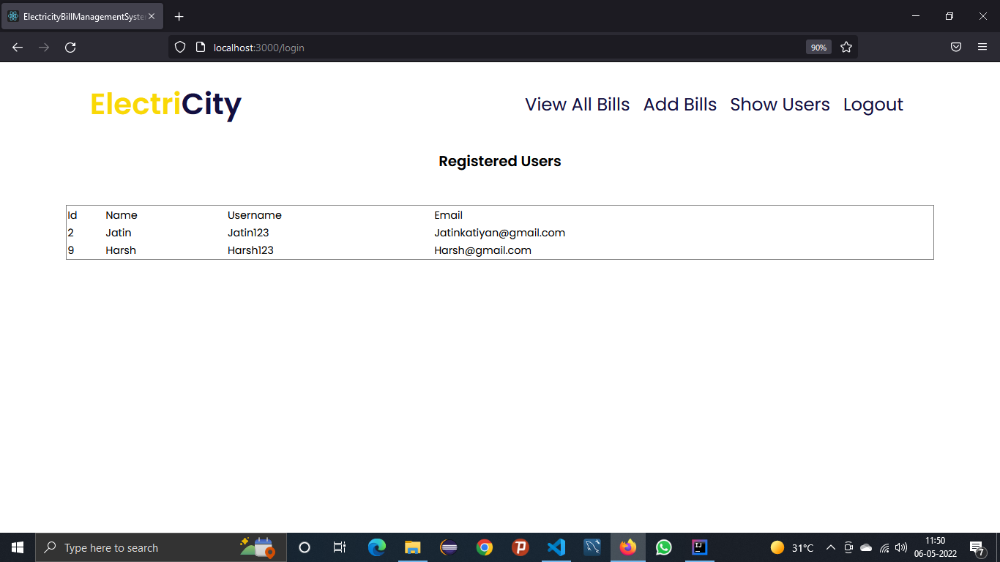 ElectricityBillManagementSyste
localhost:3000/login
90%
ElectriCity
View All Bills Add Bills Show Users Logout
Registered Users
Id Name Username Email
2 Jatin Jatin123 Jatinkatiyan@gmail.com
9 Harsh Harsh123 Harsh@gmail.com
Type here to search
31°C
11:50
06-05-2022
7